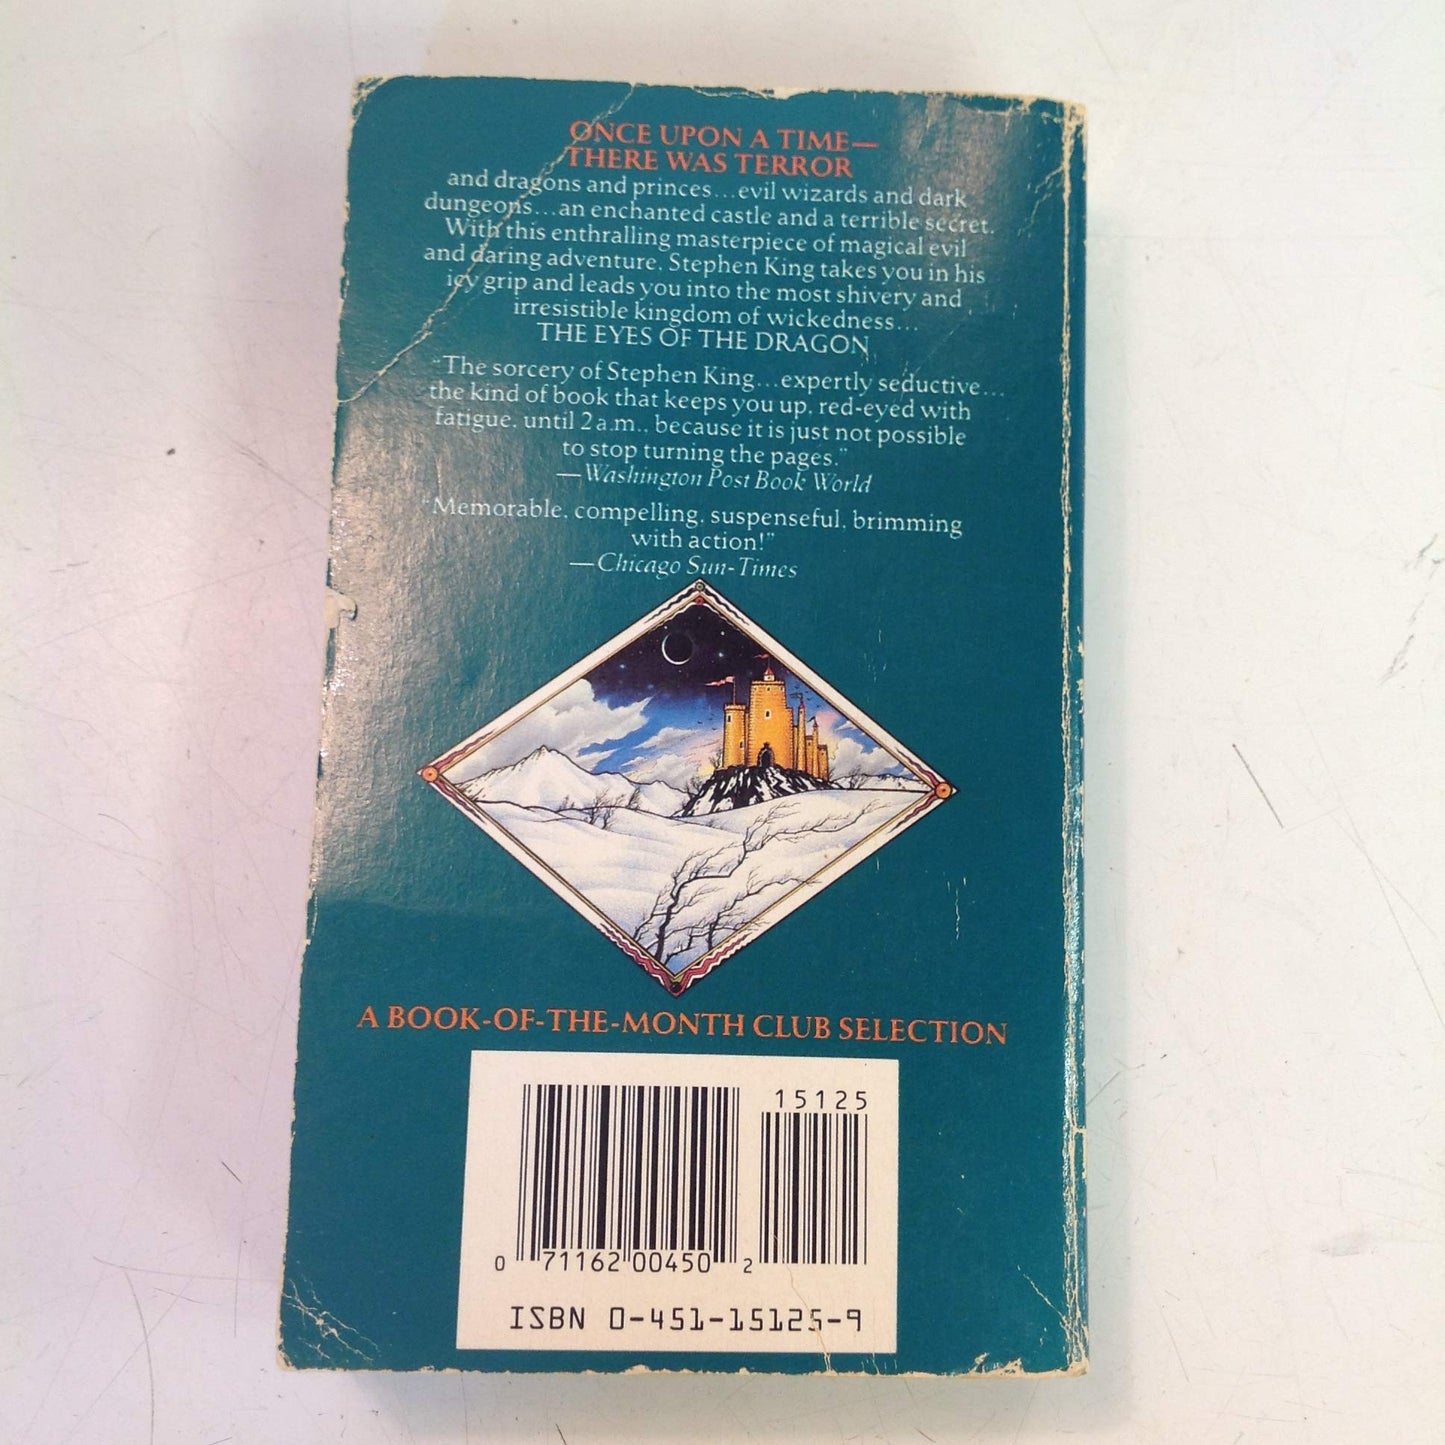 ONCE UPON A TIME—
THERE WAS TERROR
and dragons and princes...evil wizards and dark
dungeons...an enchanted castle and a terrible secret.
With this enthralling masterpiece of magical evil
and daring adventure, Stephen King takes you in his
icy grip and leads you into the most shivery and
irresistible kingdom of wickedness...
THE EYES OF THE DRAGON
"The sorcery of Stephen King...expertly seductive...
the kind of book that keeps you up, red-eyed with
fatigue, until 2 a.m., because it is just not possible
to stop turning the pages."
—Washington Post Book World
"Memorable, compelling, suspenseful, brimming
with action!"
—Chicago Sun-Times
A BOOK-OF-THE-MONTH CLUB SELECTION
15125
0 71162 00450 2
ISBN 0-451-15125-9